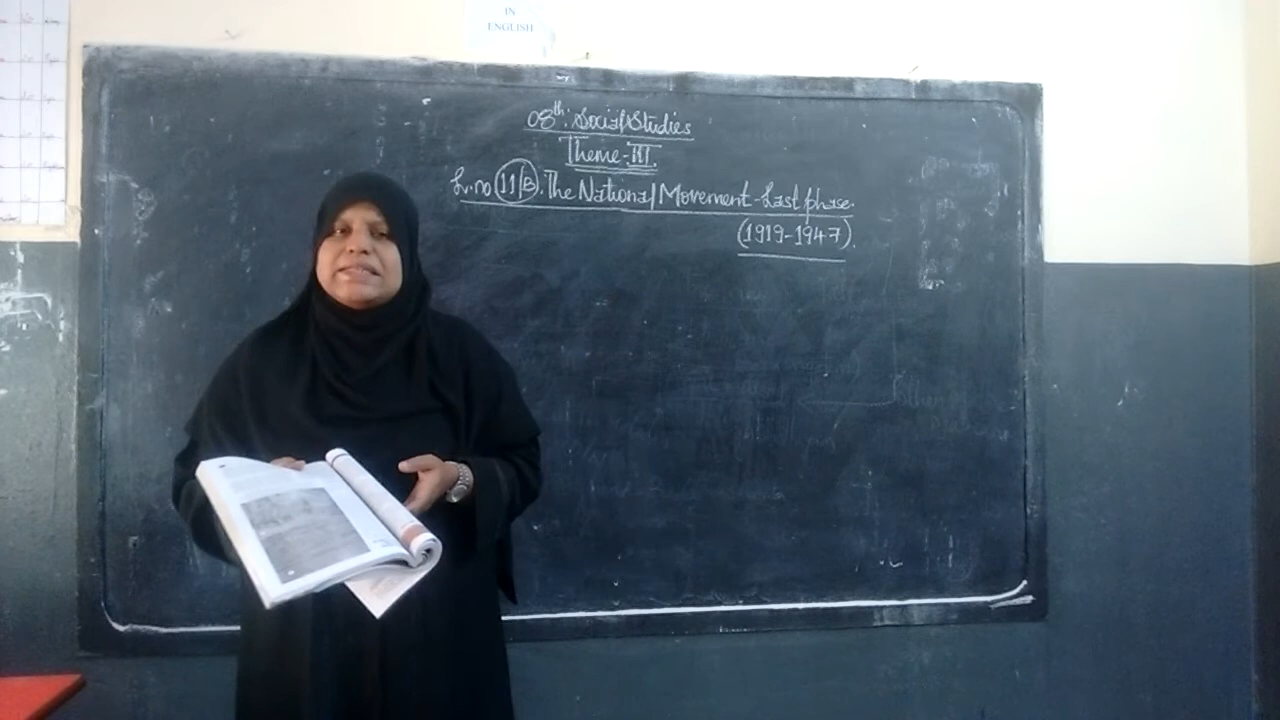 IN
ENGLISH
08th. Social Studies
Theme-III.
L.no 11/B. The National Movement-Last phase.
(1919-1947).